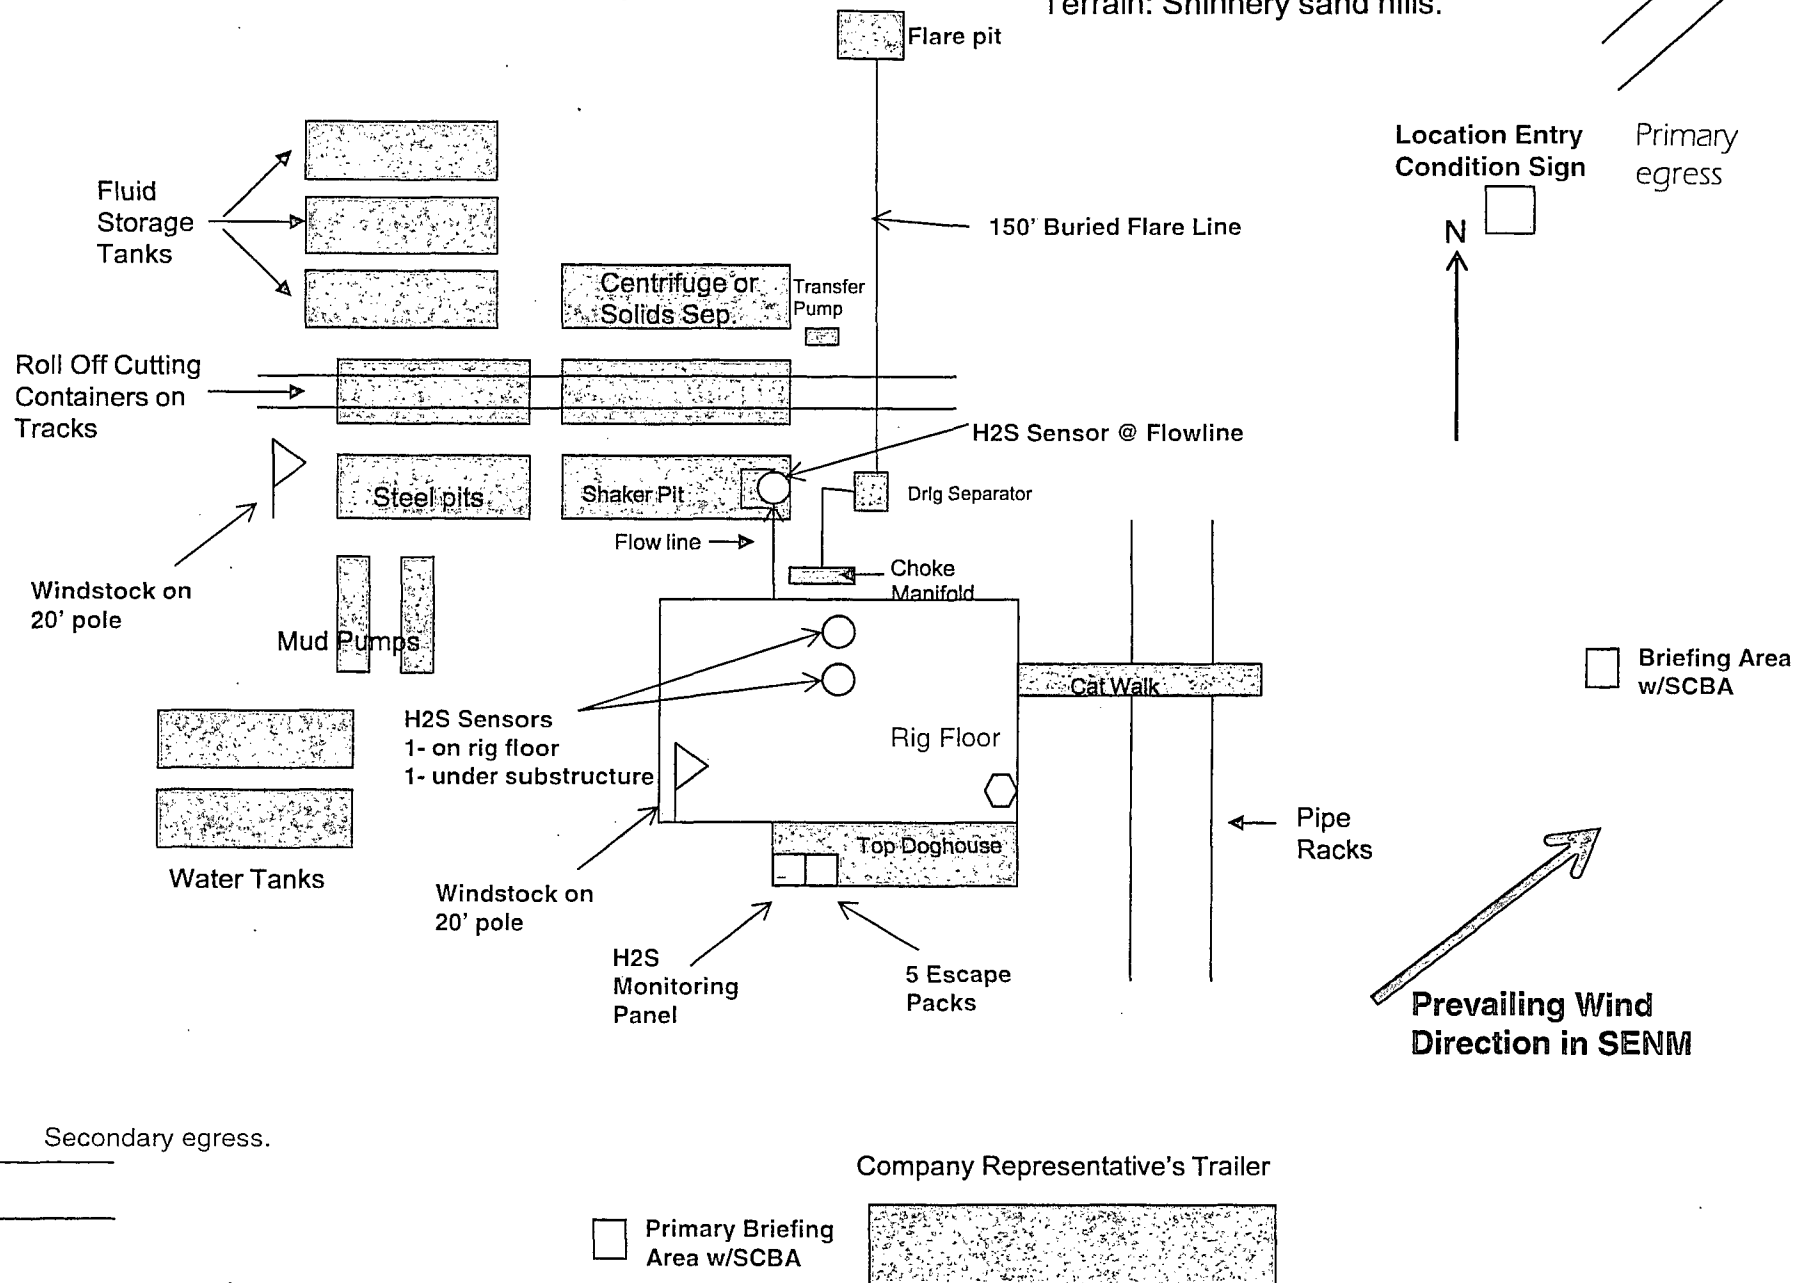 Terrain: Shinnery sand hills.
Flare pit
Location Entry
Condition Sign
Primary
egress
Fluid
Storage
Tanks
150' Buried Flare Line
N
Centrifuge or
Solids Sep.
Transfer
Pump
Roll Off Cutting
Containers on
Tracks
H2S Sensor @ Flowline
Steel pits
Shaker Pit
Drlg Separator
Flow line
Choke
Manifold
Windstock on
20' pole
Mud Pumps
Briefing Area
w/SCBA
Cat Walk
H2S Sensors
1- on rig floor
1- under substructure
Rig Floor
Pipe
Racks
Top Doghouse
Water Tanks
Windstock on
20' pole
H2S
Monitoring
Panel
5 Escape
Packs
Prevailing Wind
Direction in SENM
Secondary egress.
Company Representative's Trailer
Primary Briefing
Area w/SCBA